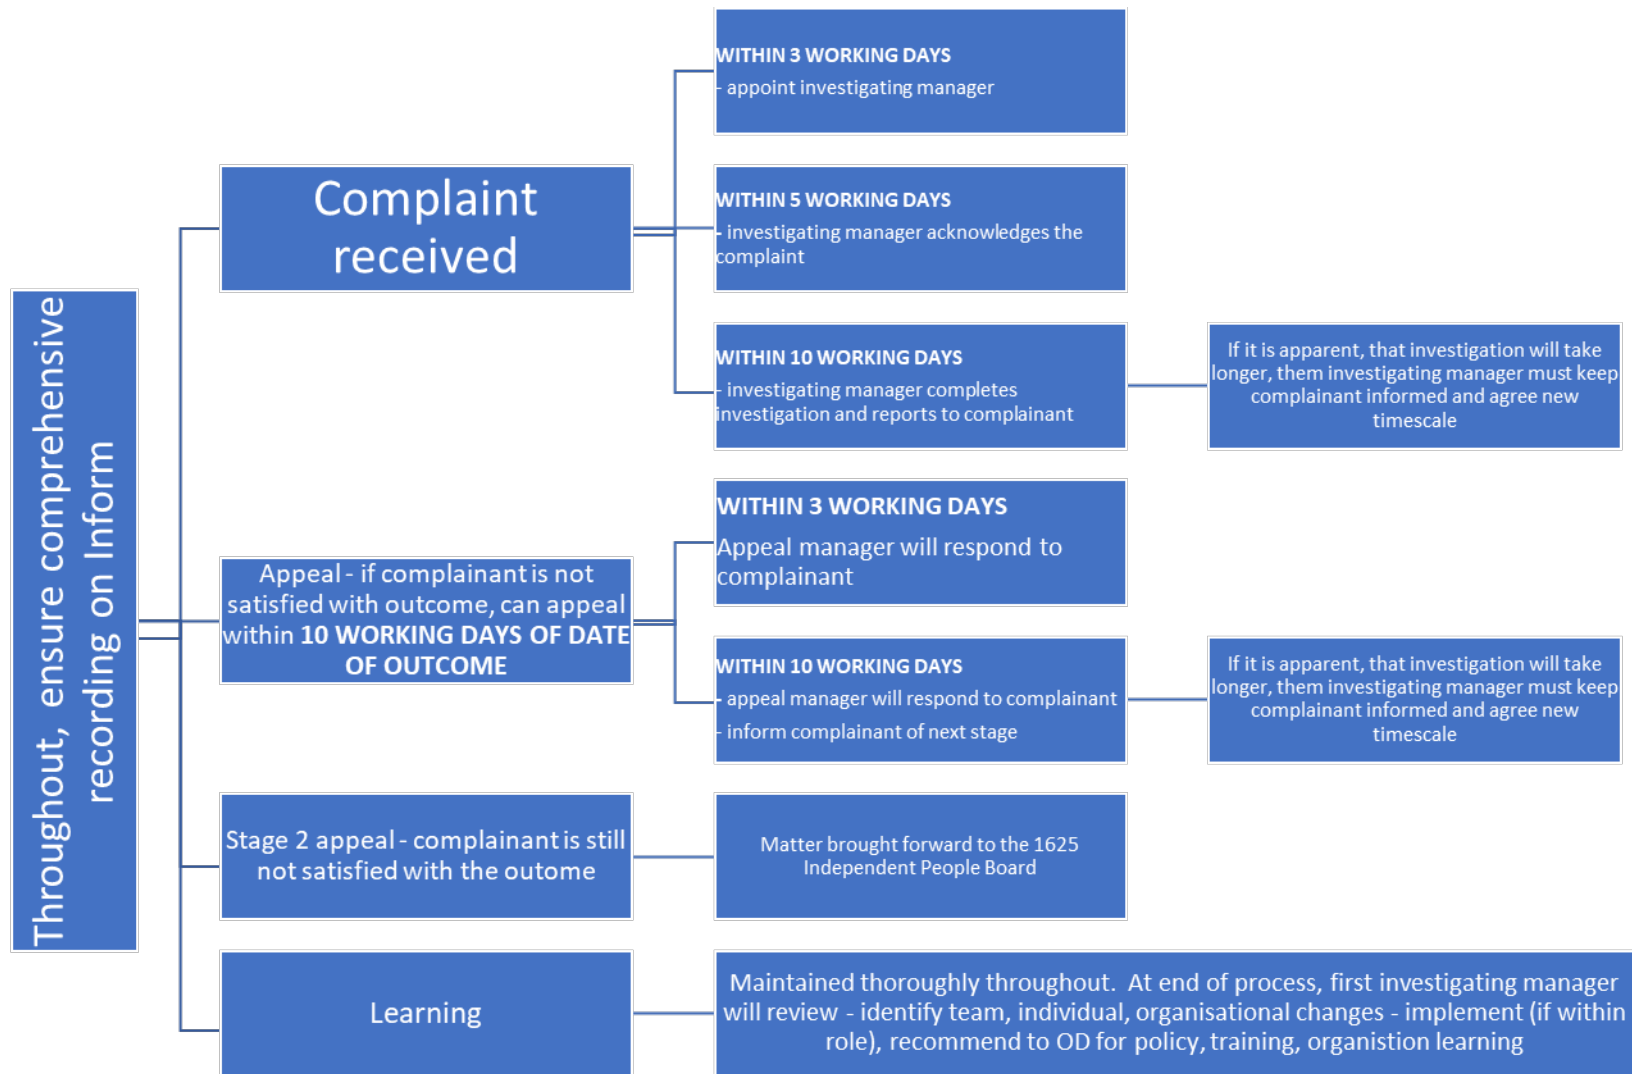 Throughout, ensure comprehensive
recording on Inform
Complaint
received
WITHIN 3 WORKING DAYS
- appoint investigating manager
WITHIN 5 WORKING DAYS
- investigating manager acknowledges the
complaint
WITHIN 10 WORKING DAYS
- investigating manager completes
investigation and reports to complainant
If it is apparent, that investigation will take
longer, them investigating manager must keep
complainant informed and agree new
timescale
Appeal - if complainant is not
satisfied with outcome, can appeal
within 10 WORKING DAYS OF DATE
OF OUTCOME
WITHIN 3 WORKING DAYS
Appeal manager will respond to
complainant
WITHIN 10 WORKING DAYS
- appeal manager will respond to complainant
- inform complainant of next stage
If it is apparent, that investigation will take
longer, them investigating manager must keep
complainant informed and agree new
timescale
Stage 2 appeal - complainant is still
not satisfied with the outome
Matter brought forward to the 1625
Independent People Board
Learning
Maintained thoroughly throughout.  At end of process, first investigating manager
will review - identify team, individual, organisational changes - implement (if within
role), recommend to OD for policy, training, organistion learning